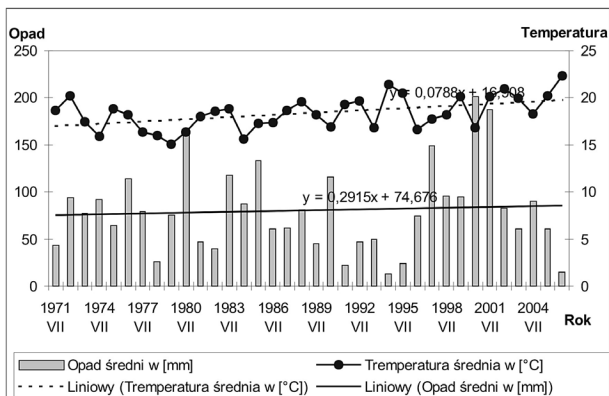 Opad Temperatura
250 25
y = 0,0788x + 16,908
200 20
150 15
y = 0,2915x + 74,676
100 10
50 5
0 0
1971 1974 1977 1980 1983 1986 1989 1992 1995 1998 2001 2004
VII VII VII VII VII VII VII VII VII VII VII VII Rok
Opad średni w [mm] Tremperatura średnia w [°C]
Liniowy (Tremperatura średnia w [°C]) Liniowy (Opad średni w [mm])